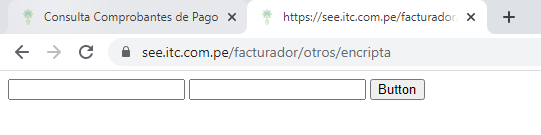 Consulta Comprobantes de Pago
https://see.itc.com.pe/facturador
see.itc.com.pe/facturador/otros/encripta
Button